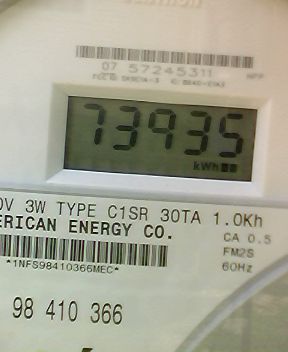 07 57245311
73935
kWh
0V 3W TYPE C1SR 30TA 1.0Kh
ERICAN ENERGY CO.
CA 0.5
FM2S
60Hz
*1NFS98410366MEC*
98 410 366